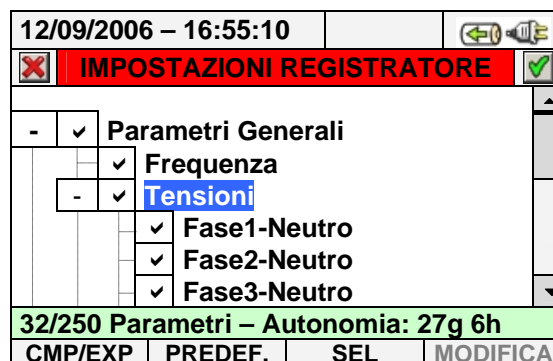 12/09/2006 – 16:55:10
IMPOSTAZIONI REGISTRATORE
- Parametri Generali
Frequenza
- Tensioni
Fase1-Neutro
Fase2-Neutro
Fase3-Neutro
32/250 Parametri – Autonomia: 27g 6h
CMP/EXP PREDEF. SEL MODIFICA